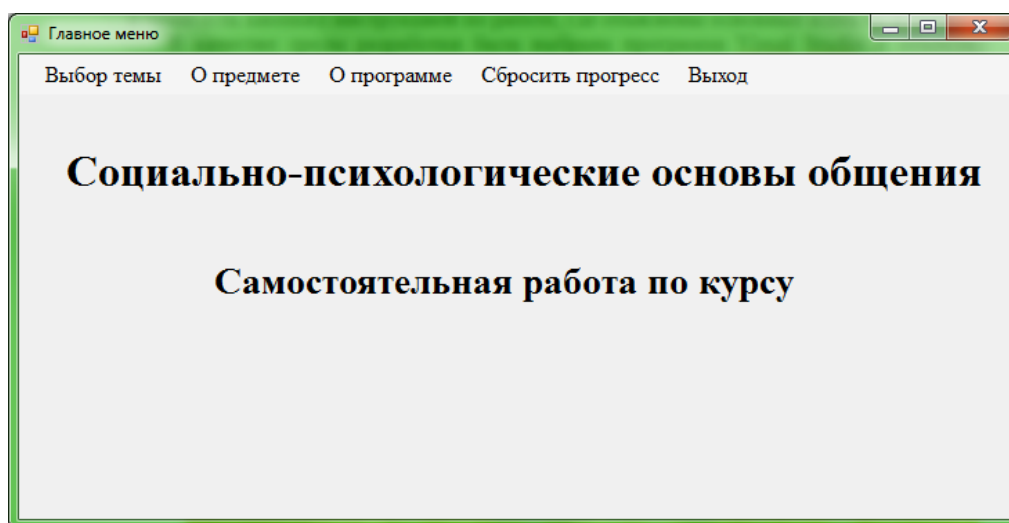 Главное меню
Выбор темы О предмете О программе Сбросить прогресс Выход
Социально-психологические основы общения
Самостоятельная работа по курсу